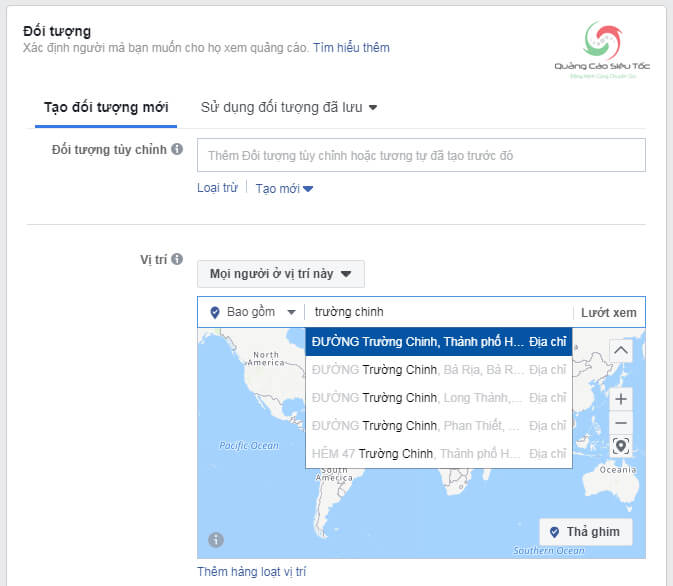 Đối tượng
Xác định người mà bạn muốn cho họ xem quảng cáo. Tìm hiểu thêm
Quảng Cáo Siêu Tốc
Tạo đối tượng mới Sử dụng đối tượng đã lưu
Đối tượng tùy chỉnh Thêm Đối tượng tùy chỉnh hoặc tương tự đã tạo trước đó
Loại trừ Tạo mới
Vị trí
Mọi người ở vị trí này
Bao gồm trường chinh Lướt xem
ĐƯỜNG Trường Chinh, Thành phố H... Địa chỉ
ĐƯỜNG Trường Chinh, Bà Rịa, Bà R... Địa chỉ
ĐƯỜNG Trường Chinh, Long Thành,... Địa chỉ
ĐƯỜNG Trường Chinh, Phan Thiết, ... Địa chỉ
HẺM 47 Trường Chinh, Thành phố H... Địa chỉ
North
America
Pacific Ocean
South
America
Oceania
Thả ghim
Southern Ocean
Thêm hàng loạt vị trí